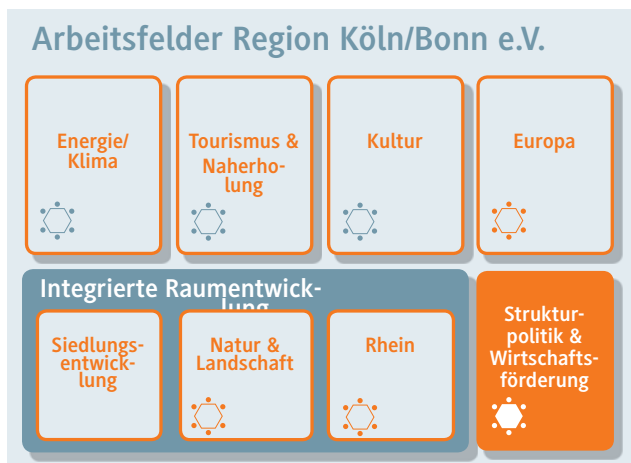 Arbeitsfelder Region Köln/Bonn e.V.
Energie/
Klima
Tourismus &
Naherho-
lung
Kultur
Europa
Integrierte Raumentwick-
lung
Siedlungs-
entwick-
lung
Natur &
Landschaft
Rhein
Struktur-
politik &
Wirtschafts-
förderung